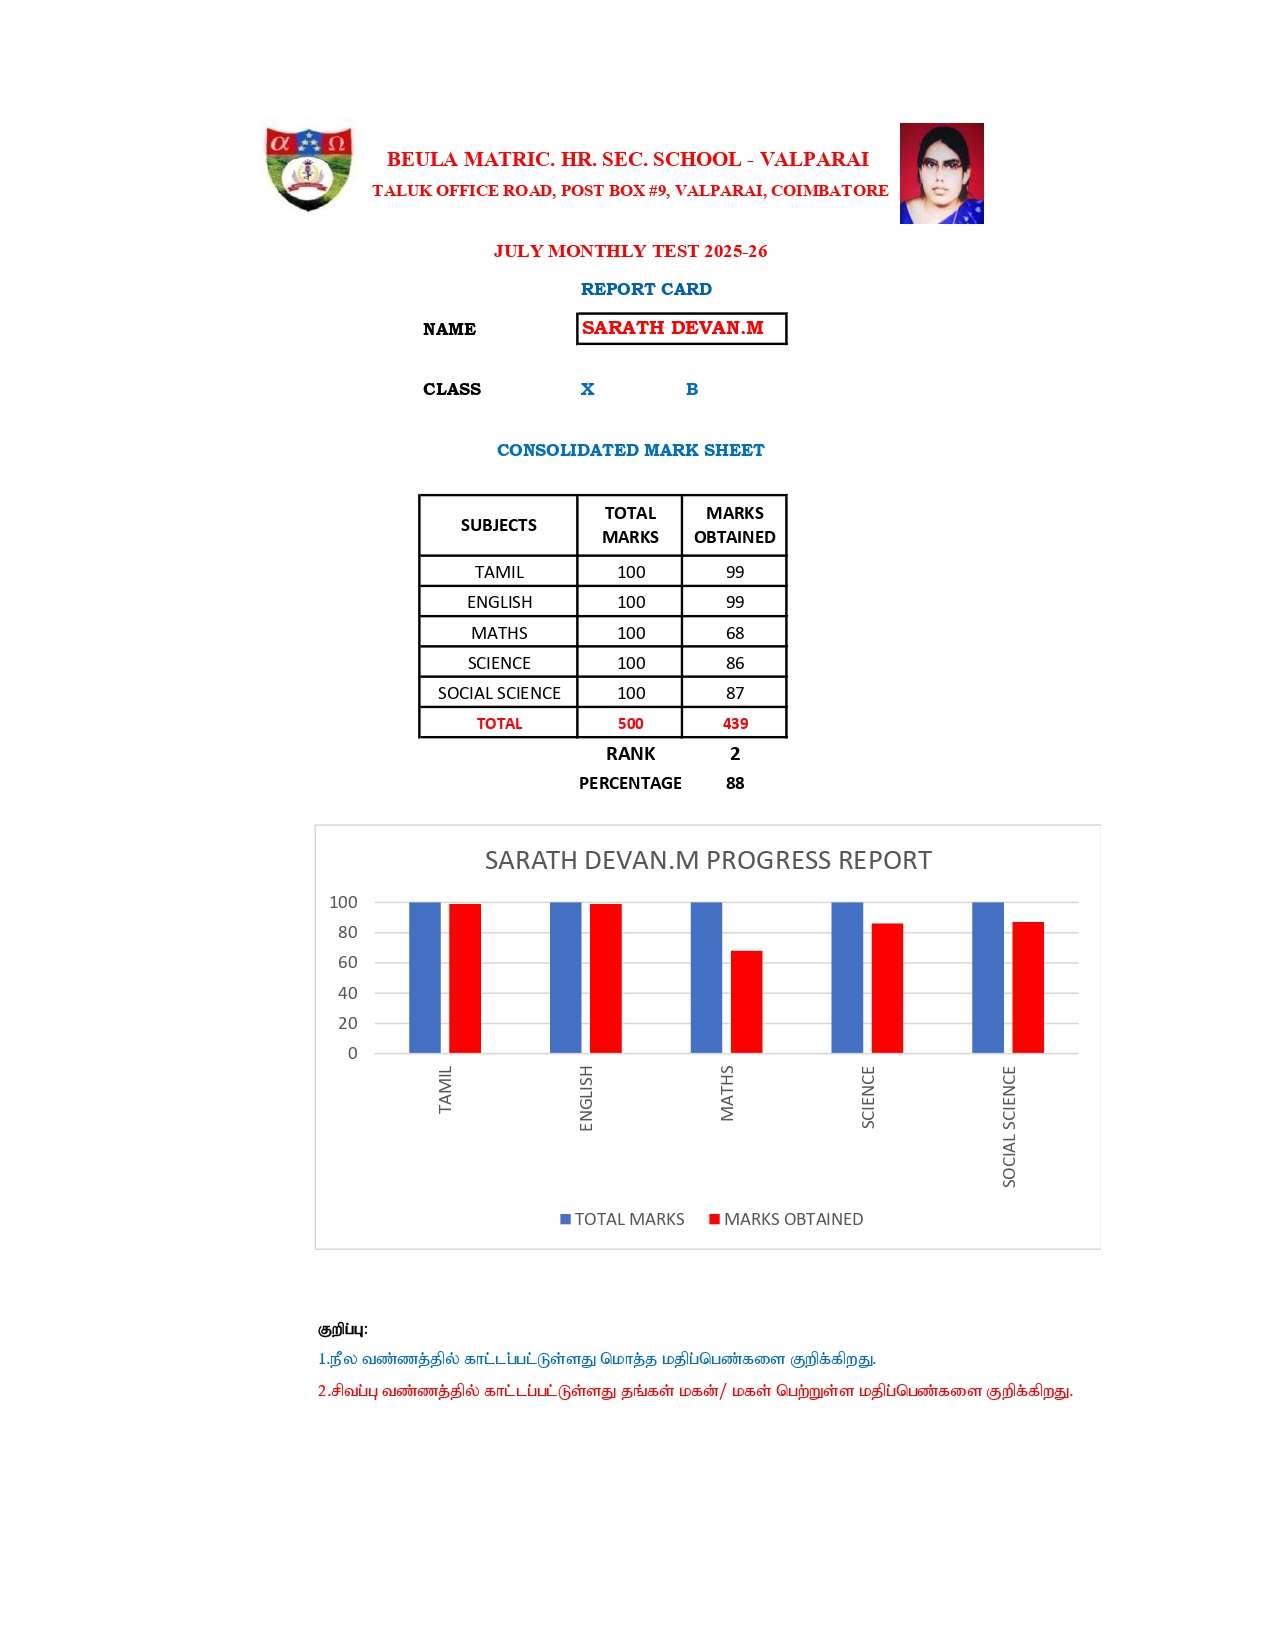 α Ω
BEULA MATRIC. HR. SEC. SCHOOL - VALPARAI
TALUK OFFICE ROAD, POST BOX #9, VALPARAI, COIMBATORE
JULY MONTHLY TEST 2025-26
REPORT CARD
NAME SARATH DEVAN.M
CLASS X B
CONSOLIDATED MARK SHEET
SUBJECTS TOTAL MARKS MARKS OBTAINED
TAMIL 100 99
ENGLISH 100 99
MATHS 100 68
SCIENCE 100 86
SOCIAL SCIENCE 100 87
TOTAL 500 439
RANK 2
PERCENTAGE 88
SARATH DEVAN.M PROGRESS REPORT
100
80
60
40
20
0
TAMIL ENGLISH MATHS SCIENCE SOCIAL SCIENCE
TOTAL MARKS MARKS OBTAINED
குறிப்பு:
1.நீல வண்ணத்தில் காட்டப்பட்டுள்ளது மொத்த மதிப்பெண்களை குறிக்கிறது.
2.சிவப்பு வண்ணத்தில் காட்டப்பட்டுள்ளது தங்கள் மகன்/ மகள் பெற்றுள்ள மதிப்பெண்களை குறிக்கிறது.